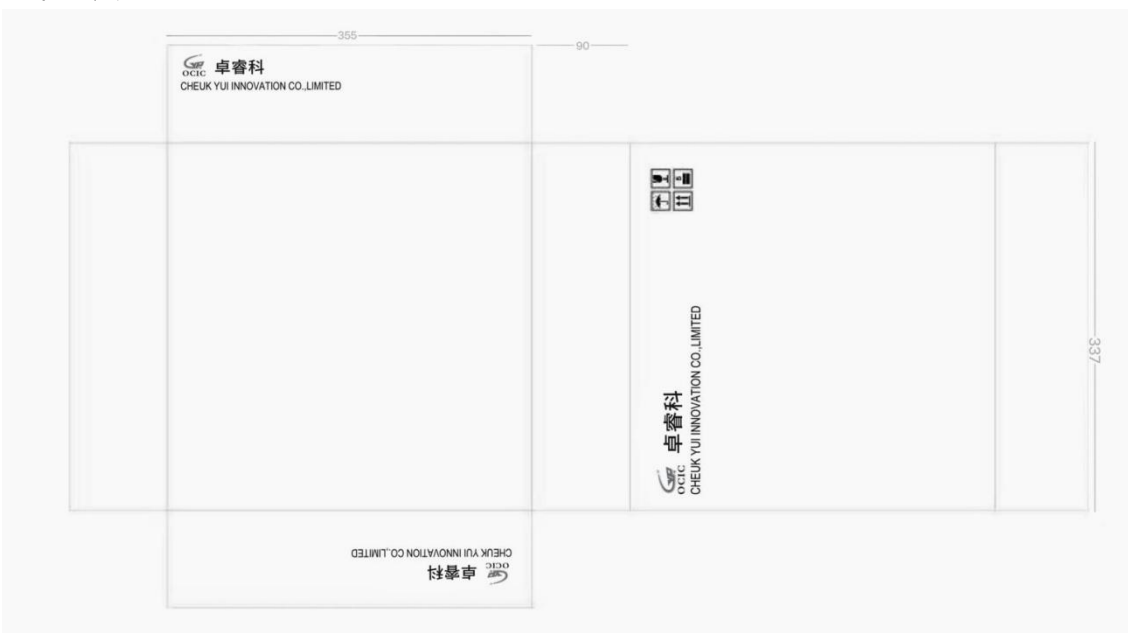 355
90
OCIC 卓睿科
CHEUK YUI INNOVATION CO.,LIMITED
337
OCIC 卓睿科
CHEUK YUI INNOVATION CO.,LIMITED
OCIC 卓睿科
CHEUK YUI INNOVATION CO.,LIMITED